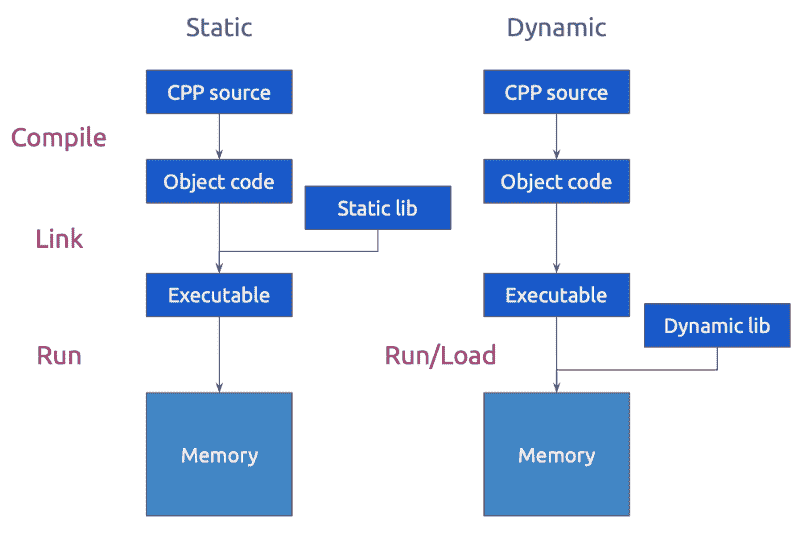 Static
Dynamic
CPP source
CPP source
Compile
Object code
Object code
Static lib
Link
Executable
Executable
Dynamic lib
Run
Run/Load
Memory
Memory